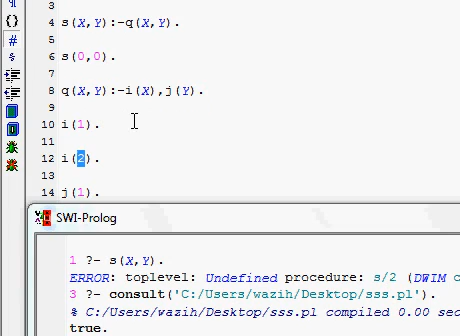 4 s(X,Y):-q(X,Y).
5
6 s(0,0).
7
8 q(X,Y):-i(X),j(Y).
9
10 i(1).
11
12 i(2).
13
14 j(1).
SWI-Prolog
1 ?- s(X,Y).
ERROR: toplevel: Undefined procedure: s/2 (DWIM
3 ?- consult('C:/Users/wazih/Desktop/sss.pl').
% C:/Users/wazih/Desktop/sss.pl compiled 0.00
true.